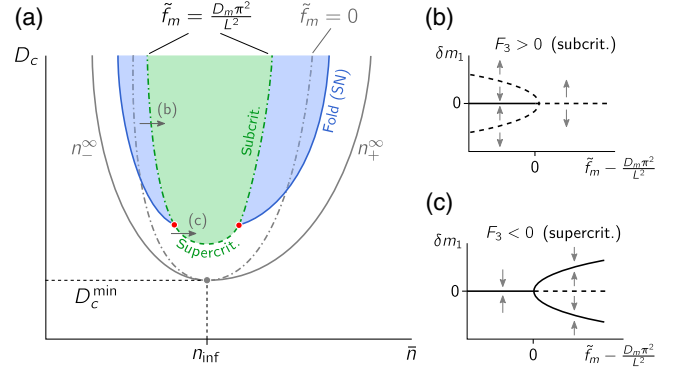 (a)
f̃_m = D_mπ²/L²
f̃_m = 0
D_c
(b)
Subcrit.
Fold (SN)
n_−^∞
n_+^∞
(c)
Supercrit.
D_c^min
n_inf
n̄
(b)
δm_1
F_3 > 0 (subcrit.)
0
0
f̃_m − D_mπ²/L²
(c)
δm_1
F_3 < 0 (supercrit.)
0
0
f̃_m − D_mπ²/L²